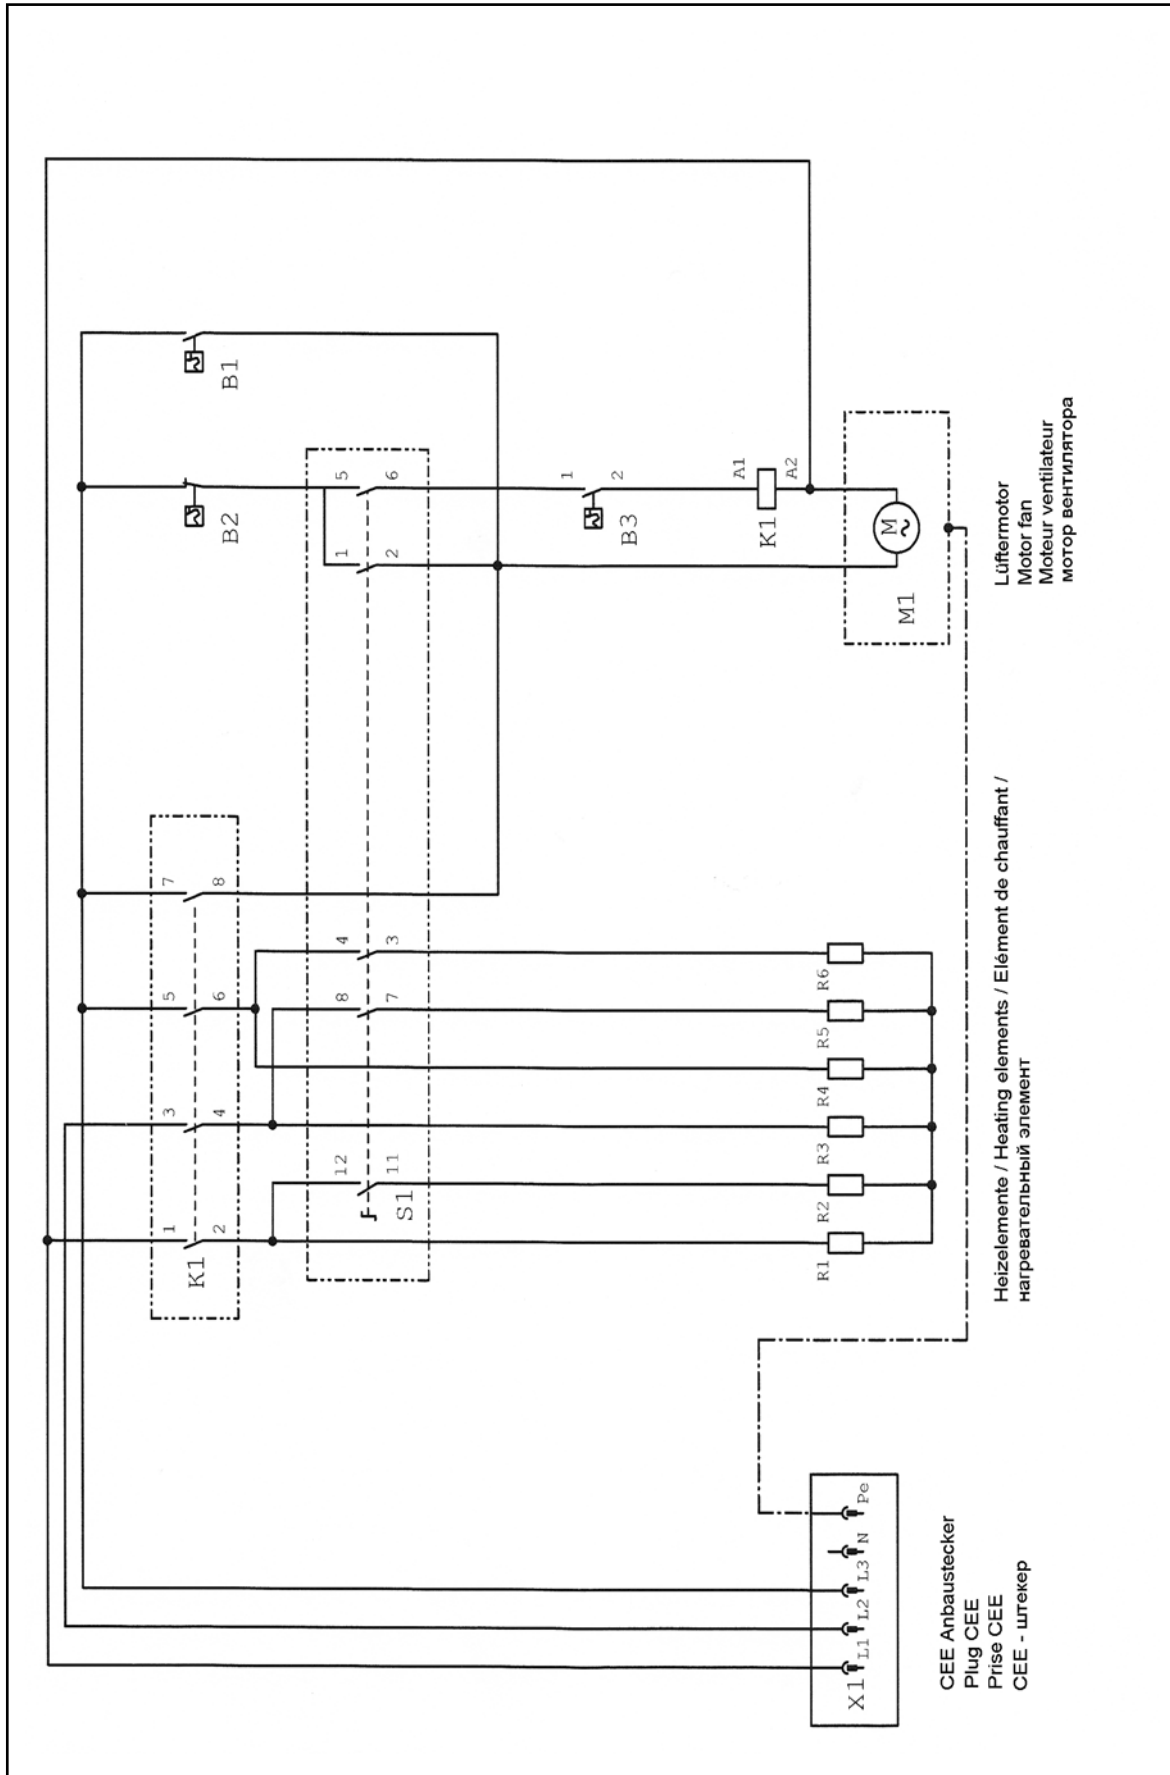 K1
1
2
3
4
5
6
7
8
B2
B1
S1
12
11
8
7
4
3
1
2
5
6
B3
1
2
K1
A1
A2
R1
R2
R3
R4
R5
R6
M
M1
X1
L1
L2
L3
N
Pe
CEE Anbaustecker
Plug CEE
Prise CEE
CEE - штекер
Heizelemente / Heating elements / Elément de chauffant /
нагревательный элемент
Lüftermotor
Motor fan
Moteur ventilateur
мотор вентилятора